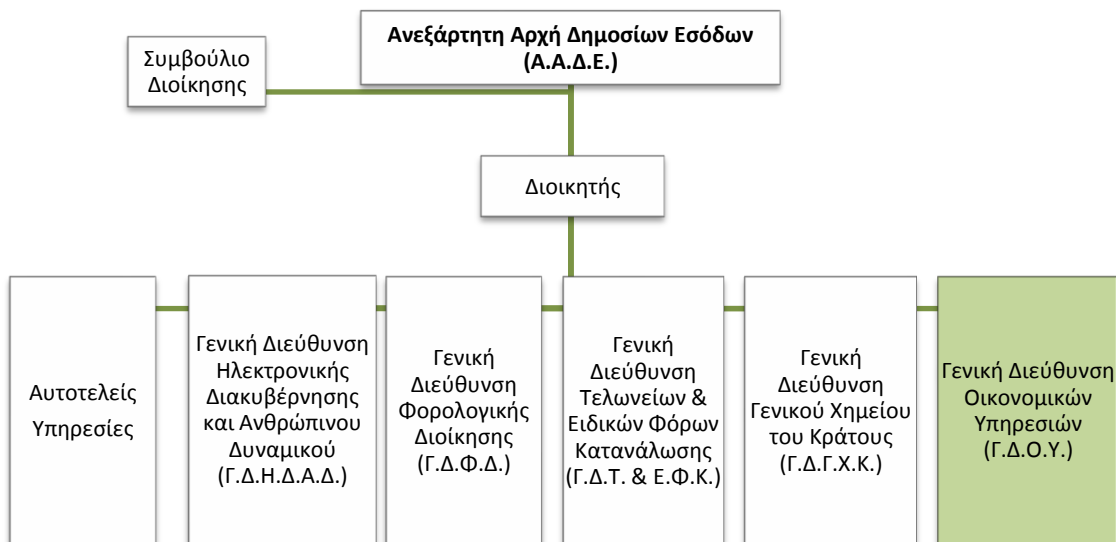 Ανεξάρτητη Αρχή Δημοσίων Εσόδων
(Α.Α.Δ.Ε.)
Συμβούλιο
Διοίκησης
Διοικητής
Αυτοτελείς
Υπηρεσίες
Γενική Διεύθυνση
Ηλεκτρονικής
Διακυβέρνησης
και Ανθρώπινου
Δυναμικού
(Γ.Δ.Η.Δ.Α.Δ.)
Γενική
Διεύθυνση
Φορολογικής
Διοίκησης
(Γ.Δ.Φ.Δ.)
Γενική
Διεύθυνση
Τελωνείων &
Ειδικών Φόρων
Κατανάλωσης
(Γ.Δ.Τ. & Ε.Φ.Κ.)
Γενική
Διεύθυνση
Γενικού Χημείου
του Κράτους
(Γ.Δ.Γ.Χ.Κ.)
Γενική Διεύθυνση
Οικονομικών
Υπηρεσιών
(Γ.Δ.Ο.Υ.)